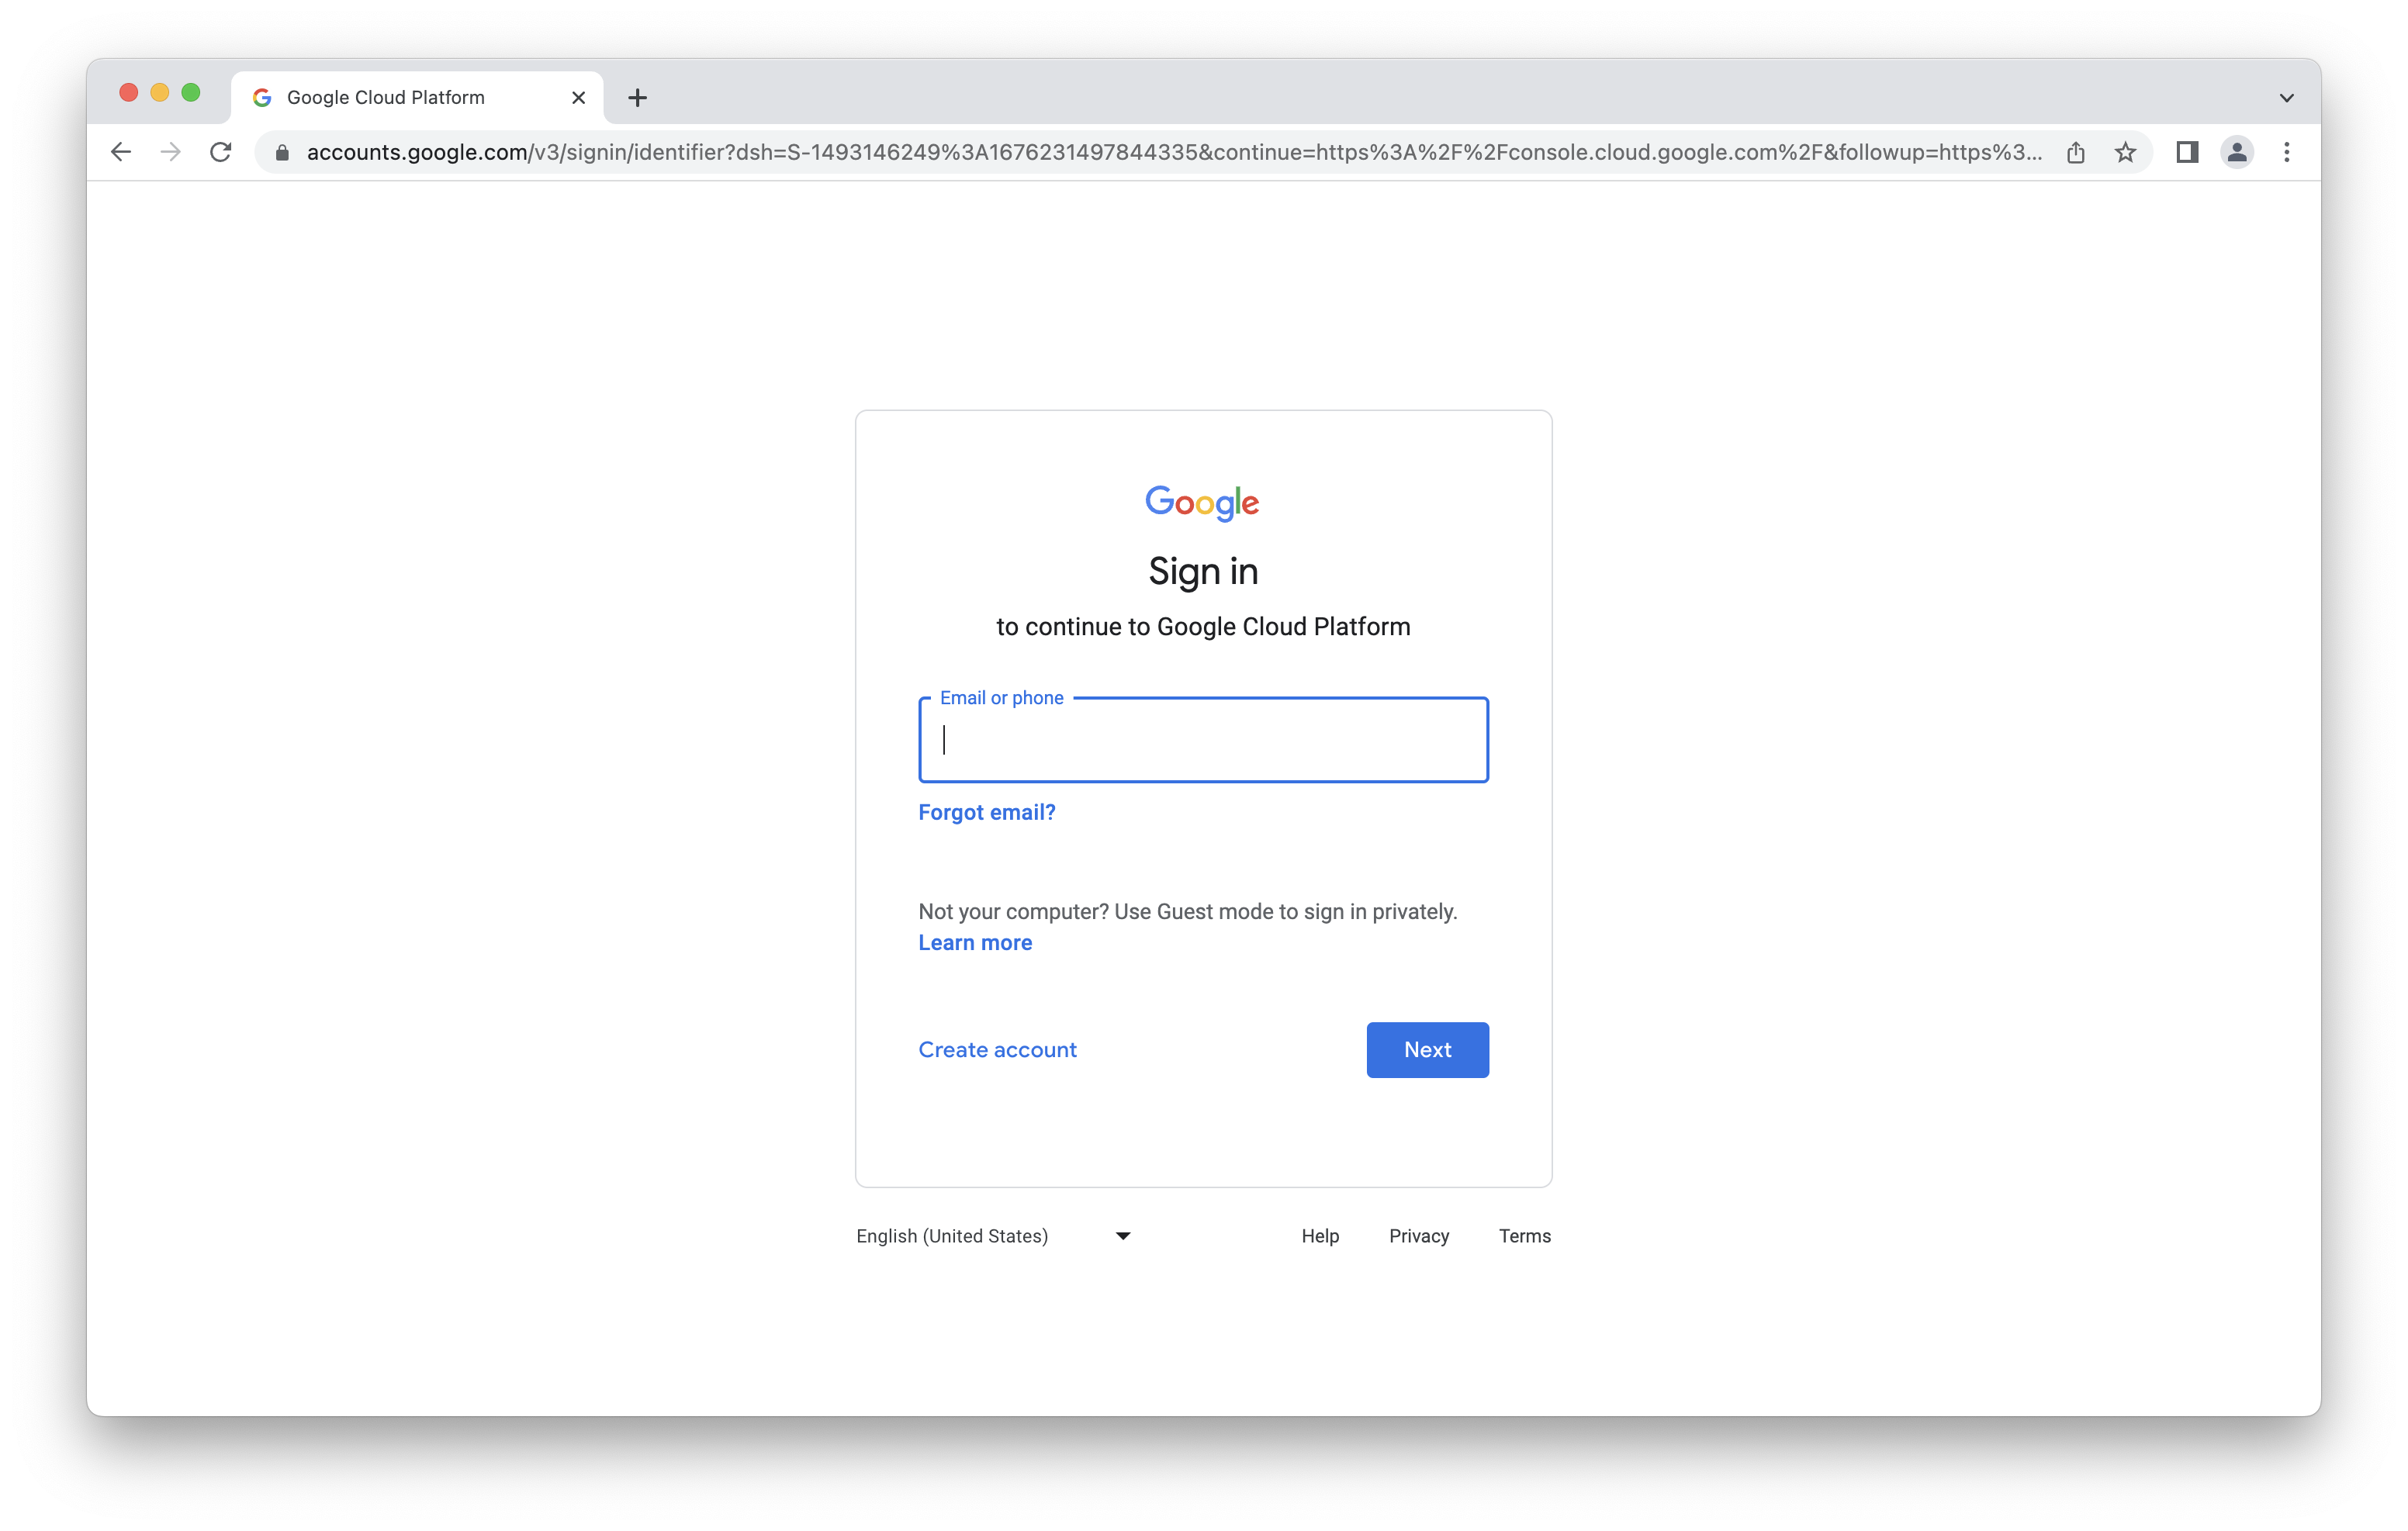 Google Cloud Platform
accounts.google.com/v3/signin/identifier?dsh=S-1493146249%3A1676231497844335&continue=https%3A%2F%2Fconsole.cloud.google.com%2F&followup=https%3...
Google
Sign in
to continue to Google Cloud Platform
Email or phone
Forgot email?
Not your computer? Use Guest mode to sign in privately.
Learn more
Create account
Next
English (United States)
Help Privacy Terms